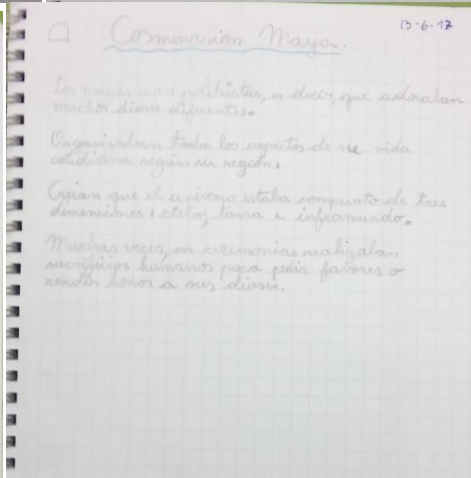 13-6-17
Cosmovosión Maya.
Los mayas eran politeístas, es decir, que adoraban
muchos dioses diferentes.
Organizaban todos los aspectos de su vida
cotidiana según su región.
Creían que el universo estaba compuesto de tres
dimensiones: cielo, tierra e inframundo.
Muchas veces, en ceremonias realizaban
sacrificios humanos para pedir favores o
rendir honor a sus dioses.